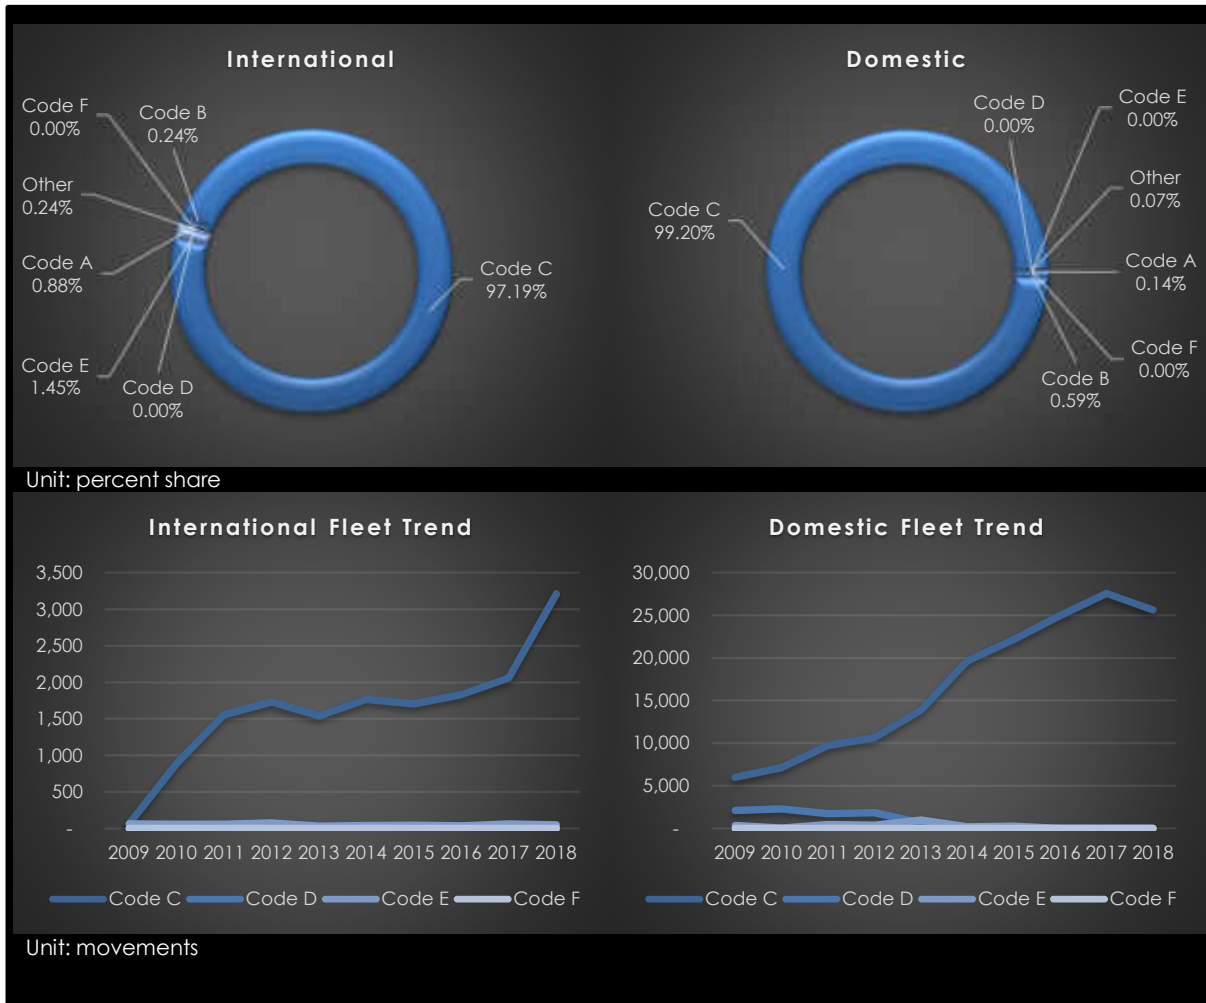 International
Code F
0.00%
Code B
0.24%
Other
0.24%
Code A
0.88%
Code E
1.45%
Code D
0.00%
Code C
97.19%
Domestic
Code D
0.00%
Code E
0.00%
Other
0.07%
Code C
99.20%
Code A
0.14%
Code F
0.00%
Code B
0.59%
Unit: percent share
International Fleet Trend
3,500
3,000
2,500
2,000
1,500
1,000
500
-
2009 2010 2011 2012 2013 2014 2015 2016 2017 2018
Code C Code D Code E Code F
Domestic Fleet Trend
30,000
25,000
20,000
15,000
10,000
5,000
-
2009 2010 2011 2012 2013 2014 2015 2016 2017 2018
Code C Code D Code E Code F
Unit: movements